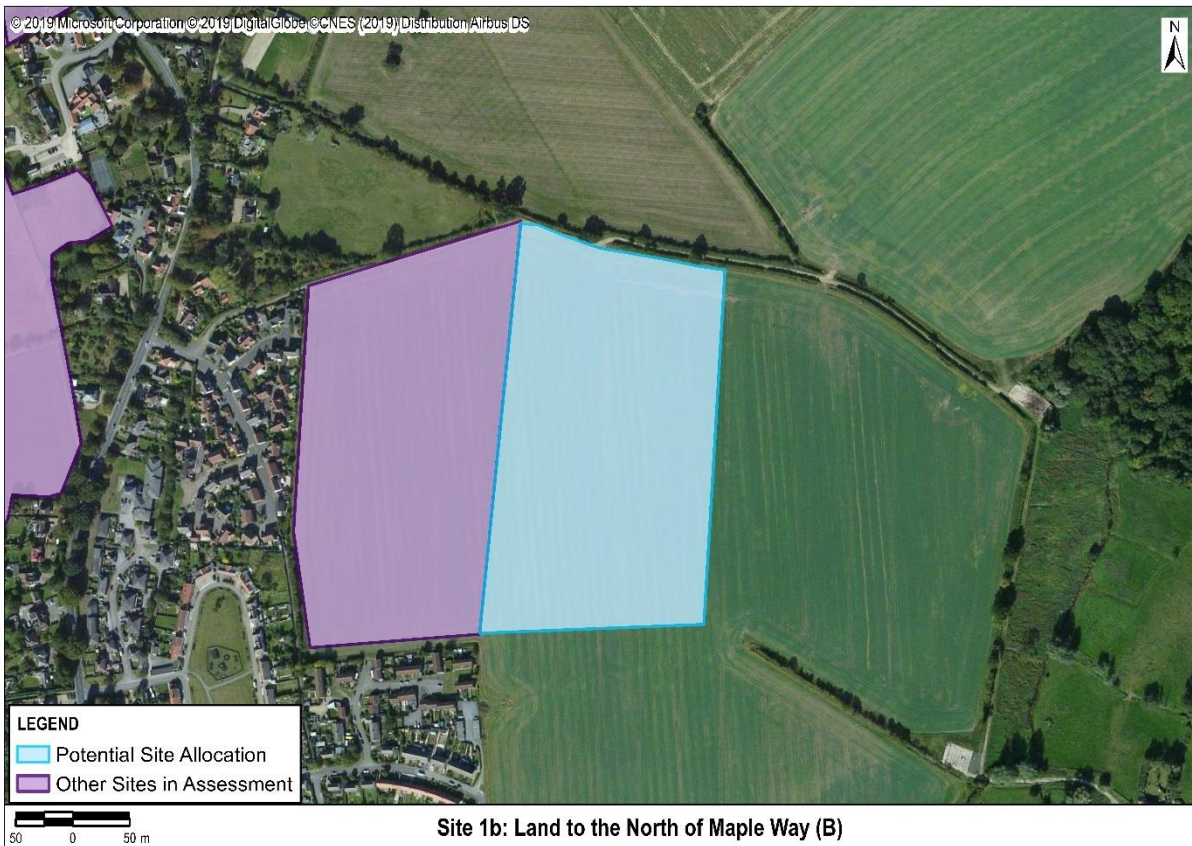 © 2019 Microsoft Corporation © 2019 DigitalGlobe ©CNES (2019) Distribution Airbus DS
N
LEGEND
Potential Site Allocation
Other Sites in Assessment
50 0 50 m
Site 1b: Land to the North of Maple Way (B)